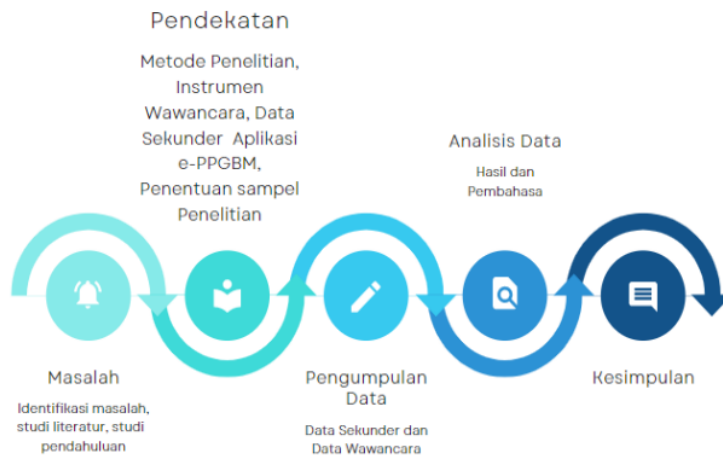 Pendekatan
Metode Penelitian,
Instrumen
Wawancara, Data
Sekunder Aplikasi
e-PPGBM,
Penentuan sampel
Penelitian
Analisis Data
Hasil dan
Pembahasa
Masalah
Identifikasi masalah,
studi literatur, studi
pendahuluan
Pengumpulan
Data
Data Sekunder dan
Data Wawancara
Kesimpulan